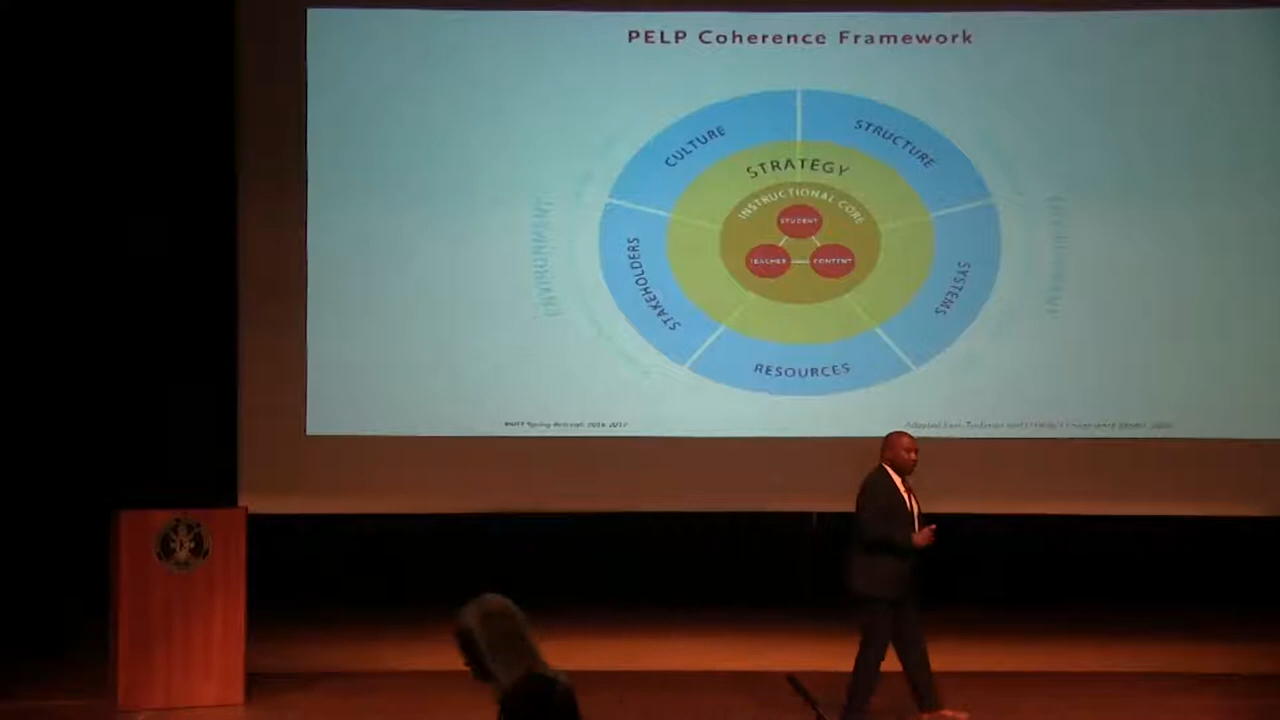 PELP Coherence Framework
CULTURE
STRUCTURE
STRATEGY
INSTRUCTIONAL CORE
STUDENT
TEACHER
CONTENT
ENVIRONMENT
STAKEHOLDERS
SYSTEMS
RESOURCES